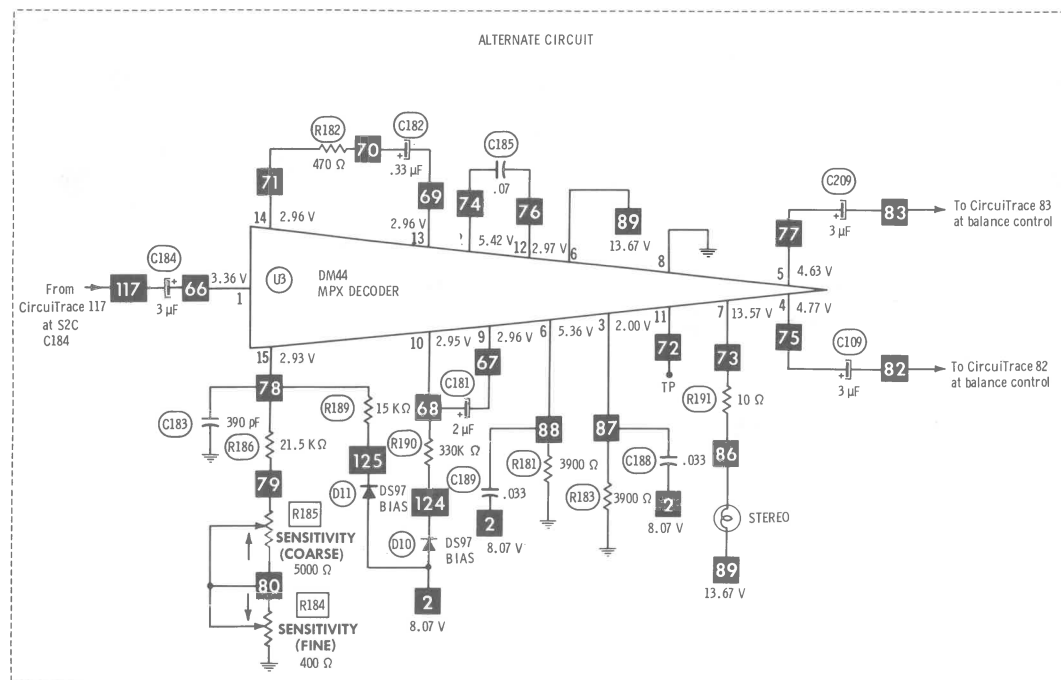 ALTERNATE CIRCUIT
R182
470 Ω
70
C182
+
.33 μF
C185
.07
71
69
74
76
89
13.67 V
C209
+
3 μF
83
To CircuiTrace 83
at balance control
77
14
2.96 V
2.96 V
13
5.42 V
12
2.97 V
6
8
5
4.63 V
From
CircuiTrace 117
at S2C
C184
117
C184
+
3 μF
66
3.36 V
1
U3
DM44
MPX DECODER
15
2.93 V
10
2.95 V
9
2.96 V
6
5.36 V
3
2.00 V
11
7
13.57 V
4
4.77 V
78
67
72
TP
73
75
C109
+
3 μF
82
To CircuiTrace 82
at balance control
C183
390 pF
R186
21.5 KΩ
R189
15 KΩ
68
C181
+
2 μF
R190
330K Ω
88
87
R191
10 Ω
79
125
D11
DS97
BIAS
124
C189
.033
R181
3900 Ω
R183
3900 Ω
C188
.033
86
R185
SENSITIVITY
(COARSE)
5000 Ω
D10
DS97
BIAS
2
8.07 V
2
8.07 V
STEREO
80
R184
SENSITIVITY
(FINE)
400 Ω
2
8.07 V
89
13.67 V